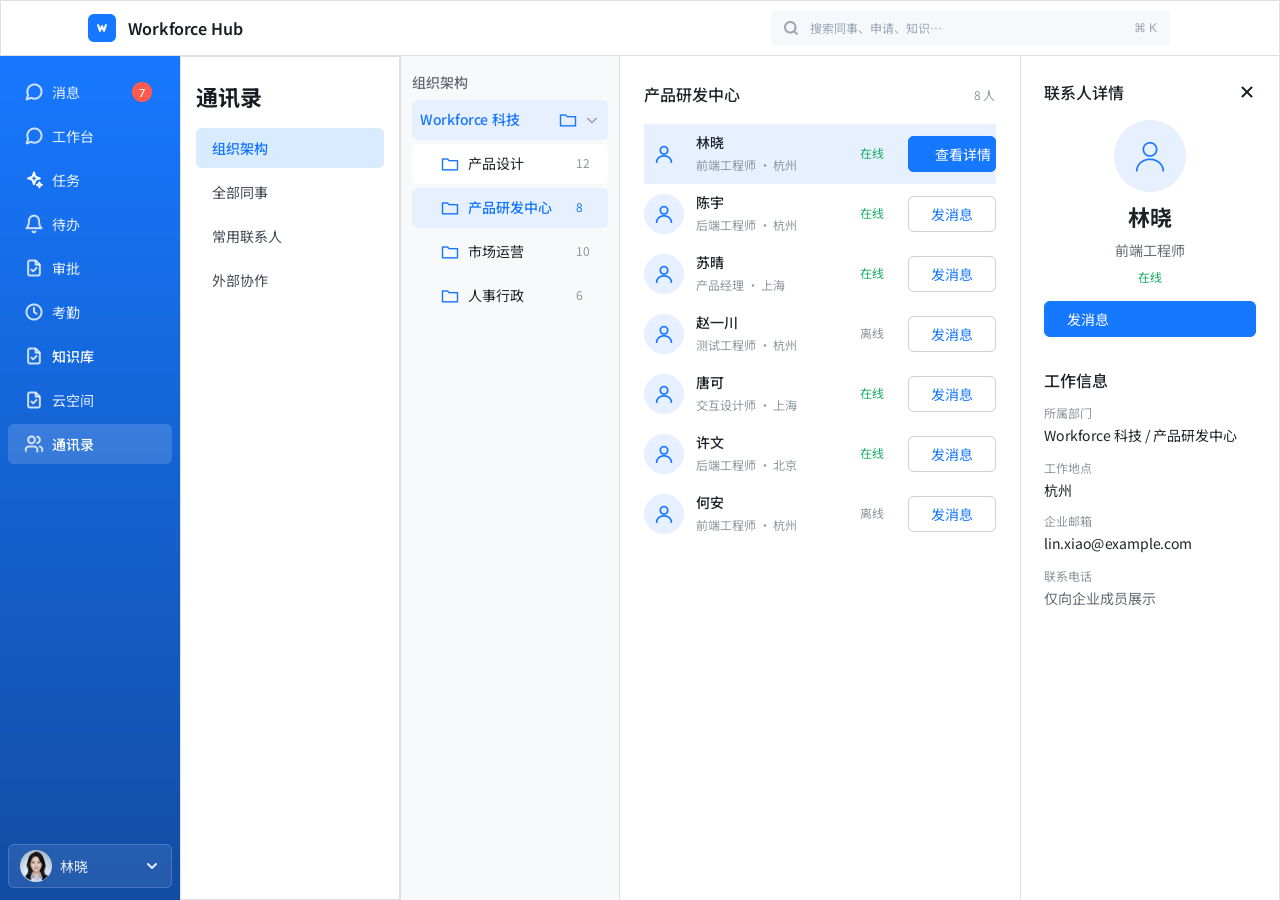 Workforce Hub
搜索同事、申请、知识…
⌘ K
消息
7
工作台
任务
待办
审批
考勤
知识库
云空间
通讯录
林晓
通讯录
组织架构
全部同事
常用联系人
外部协作
组织架构
Workforce 科技
产品设计 12
产品研发中心 8
市场运营 10
人事行政 6
产品研发中心
8 人
林晓
前端工程师 · 杭州
在线
查看详情
陈宇
后端工程师 · 杭州
在线
发消息
苏晴
产品经理 · 上海
在线
发消息
赵一川
测试工程师 · 杭州
离线
发消息
唐可
交互设计师 · 上海
在线
发消息
许文
后端工程师 · 北京
在线
发消息
何安
前端工程师 · 杭州
离线
发消息
联系人详情
林晓
前端工程师
在线
发消息
工作信息
所属部门
Workforce 科技 / 产品研发中心
工作地点
杭州
企业邮箱
lin.xiao@example.com
联系电话
仅向企业成员展示